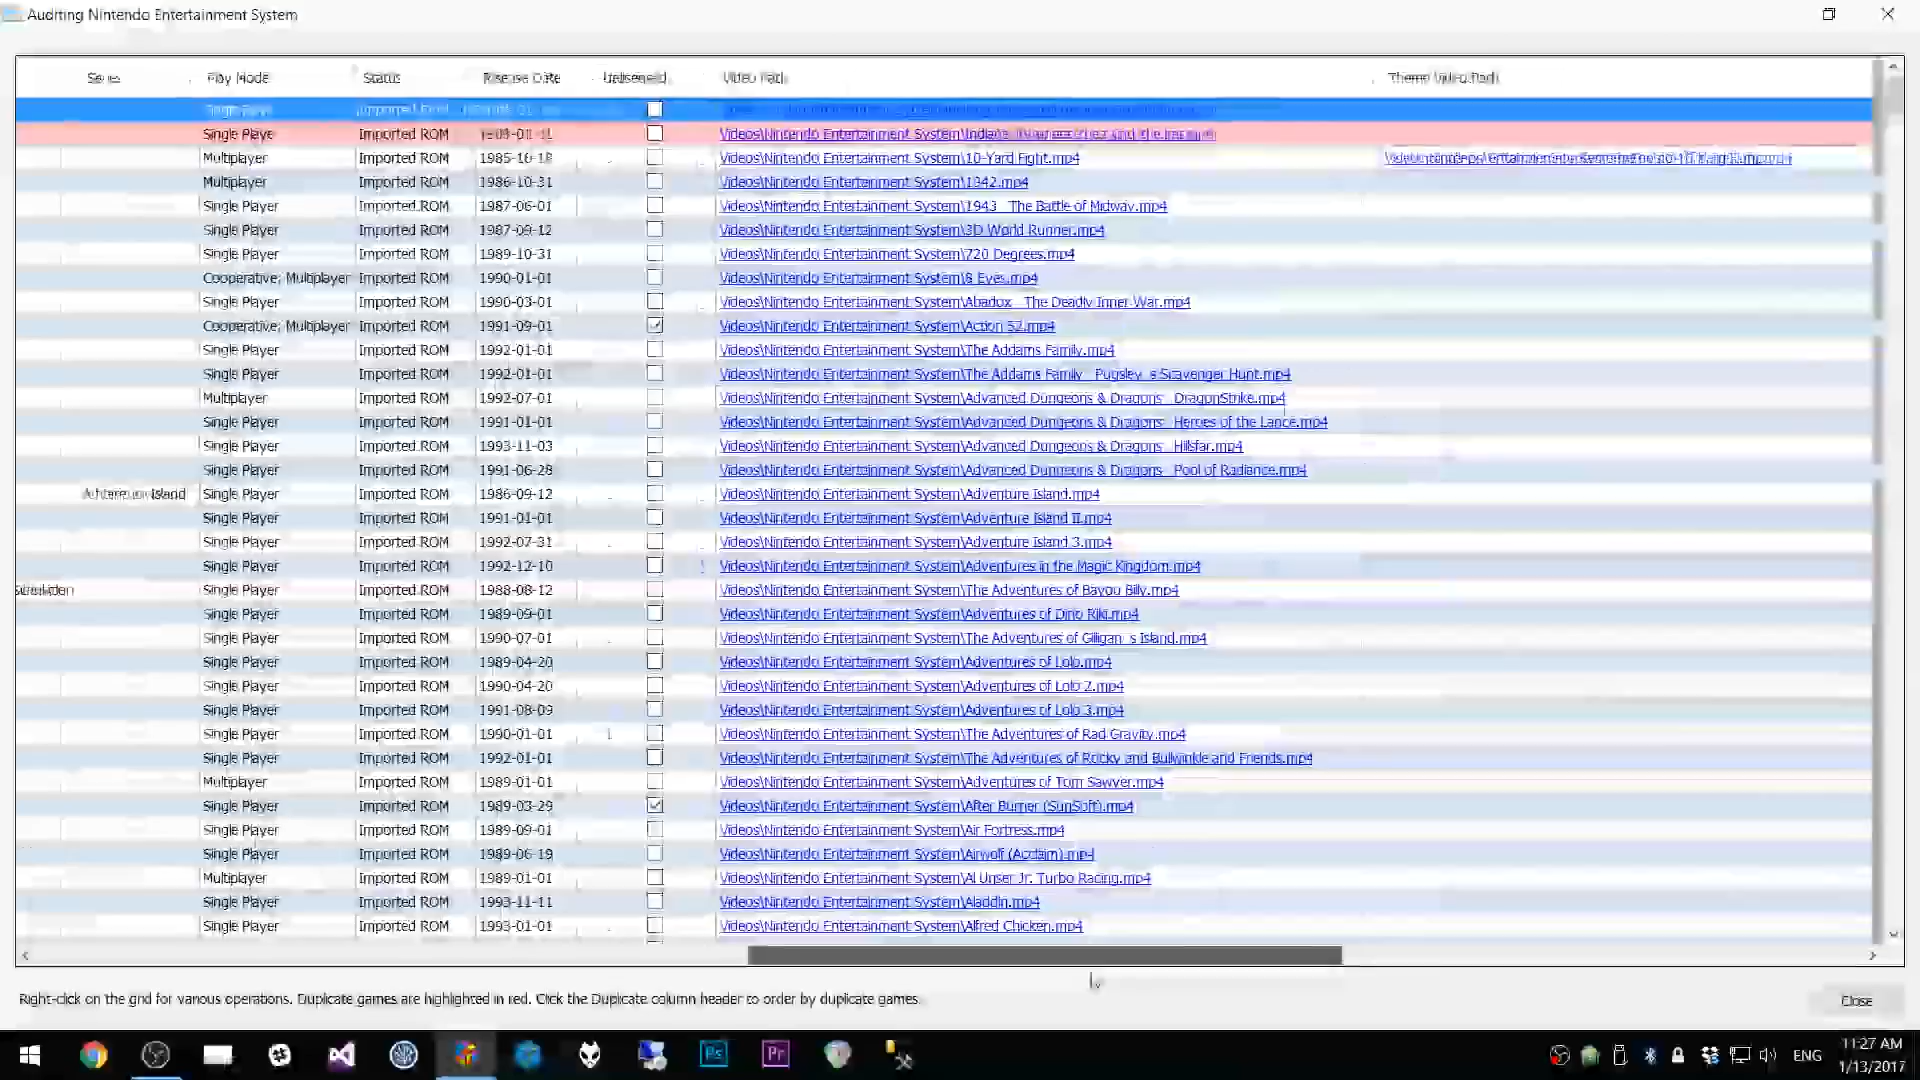 Auditing Nintendo Entertainment System
Series Play Mode Status Release Date Unlicensed Video Path Theme Video Path
Single Player Imported ROM
Single Player Imported ROM Videos\Nintendo Entertainment System\Indiana
Multiplayer Imported ROM 1985-10-18 Videos\Nintendo Entertainment System\10-Yard Fight.mp4
Multiplayer Imported ROM 1986-10-31 Videos\Nintendo Entertainment System\1942.mp4
Single Player Imported ROM 1987-06-01 Videos\Nintendo Entertainment System\1943_ The Battle of Midway.mp4
Single Player Imported ROM 1987-09-12 Videos\Nintendo Entertainment System\3D World Runner.mp4
Single Player Imported ROM 1989-10-31 Videos\Nintendo Entertainment System\720 Degrees.mp4
Cooperative; Multiplayer Imported ROM 1990-01-01 Videos\Nintendo Entertainment System\8 Eyes.mp4
Single Player Imported ROM 1990-03-01 Videos\Nintendo Entertainment System\Abadox_ The Deadly Inner War.mp4
Cooperative; Multiplayer Imported ROM 1991-09-01 Videos\Nintendo Entertainment System\Action 52.mp4
Single Player Imported ROM 1992-01-01 Videos\Nintendo Entertainment System\The Addams Family.mp4
Single Player Imported ROM 1992-01-01 Videos\Nintendo Entertainment System\The Addams Family_ Pugsley_s Scavenger Hunt.mp4
Multiplayer Imported ROM 1992-07-01 Videos\Nintendo Entertainment System\Advanced Dungeons & Dragons_ DragonStrike.mp4
Single Player Imported ROM 1991-01-01 Videos\Nintendo Entertainment System\Advanced Dungeons & Dragons_ Heroes of the Lance.mp4
Single Player Imported ROM 1993-11-03 Videos\Nintendo Entertainment System\Advanced Dungeons & Dragons_ Hillsfar.mp4
Single Player Imported ROM 1991-06-28 Videos\Nintendo Entertainment System\Advanced Dungeons & Dragons_ Pool of Radiance.mp4
Adventure Island Single Player Imported ROM 1986-09-12 Videos\Nintendo Entertainment System\Adventure Island.mp4
Single Player Imported ROM 1991-01-01 Videos\Nintendo Entertainment System\Adventure Island II.mp4
Single Player Imported ROM 1992-07-31 Videos\Nintendo Entertainment System\Adventure Island 3.mp4
Single Player Imported ROM 1992-12-10 Videos\Nintendo Entertainment System\Adventures in the Magic Kingdom.mp4
Single Player Imported ROM 1988-08-12 Videos\Nintendo Entertainment System\The Adventures of Bayou Billy.mp4
Single Player Imported ROM 1989-09-01 Videos\Nintendo Entertainment System\Adventures of Dino Riki.mp4
Single Player Imported ROM 1990-07-01 Videos\Nintendo Entertainment System\The Adventures of Gilligan_s Island.mp4
Single Player Imported ROM 1989-04-20 Videos\Nintendo Entertainment System\Adventures of Lolo.mp4
Single Player Imported ROM 1990-04-20 Videos\Nintendo Entertainment System\Adventures of Lolo 2.mp4
Single Player Imported ROM 1991-08-09 Videos\Nintendo Entertainment System\Adventures of Lolo 3.mp4
Single Player Imported ROM 1990-01-01 Videos\Nintendo Entertainment System\The Adventures of Rad Gravity.mp4
Single Player Imported ROM 1992-01-01 Videos\Nintendo Entertainment System\The Adventures of Rocky and Bullwinkle and Friends.mp4
Multiplayer Imported ROM 1989-01-01 Videos\Nintendo Entertainment System\Adventures of Tom Sawyer.mp4
Single Player Imported ROM 1989-03-29 Videos\Nintendo Entertainment System\After Burner (SunSoft).mp4
Single Player Imported ROM 1989-09-01 Videos\Nintendo Entertainment System\Air Fortress.mp4
Single Player Imported ROM 1989-06-19 Videos\Nintendo Entertainment System\Airwolf (Acclaim).mp4
Multiplayer Imported ROM 1989-01-01 Videos\Nintendo Entertainment System\Al Unser Jr. Turbo Racing.mp4
Single Player Imported ROM 1993-11-11 Videos\Nintendo Entertainment System\Aladdin.mp4
Single Player Imported ROM 1993-01-01 Videos\Nintendo Entertainment System\Alfred Chicken.mp4
Right-click on the grid for various operations. Duplicate games are highlighted in red. Click the Duplicate column header to order by duplicate games.
Close
Ps Pr ENG 11:27 AM
1/13/2017